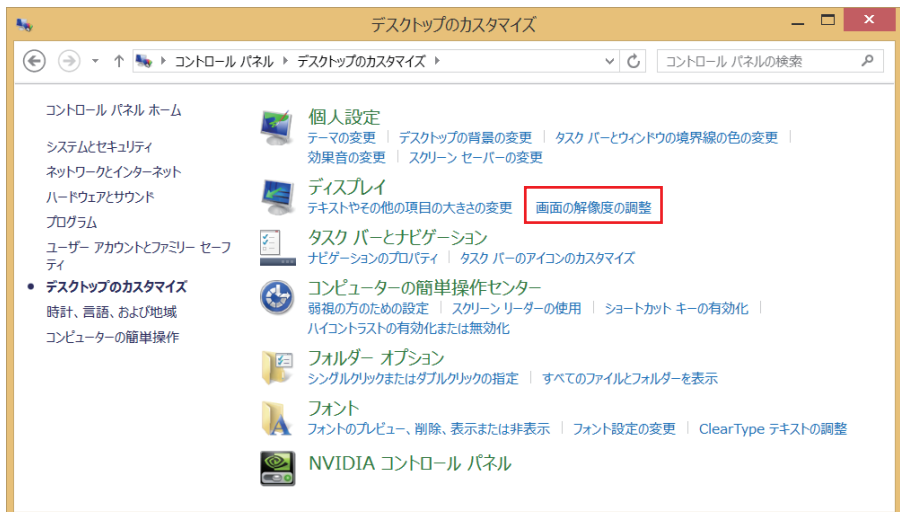 デスクトップのカスタマイズ
コントロール パネル ▸ デスクトップのカスタマイズ ▸
コントロール パネルの検索
コントロール パネル ホーム
システムとセキュリティ
ネットワークとインターネット
ハードウェアとサウンド
プログラム
ユーザー アカウントとファミリー セーフ
ティ
デスクトップのカスタマイズ
時計、言語、および地域
コンピューターの簡単操作
個人設定
テーマの変更 | デスクトップの背景の変更 | タスク バーとウィンドウの境界線の色の変更 |
効果音の変更 | スクリーン セーバーの変更
ディスプレイ
テキストやその他の項目の大きさの変更 | 画面の解像度の調整
タスク バーとナビゲーション
ナビゲーションのプロパティ | タスク バーのアイコンのカスタマイズ
コンピューターの簡単操作センター
弱視の方のための設定 | スクリーン リーダーの使用 | ショートカット キーの有効化 |
ハイコントラストの有効化または無効化
フォルダー オプション
シングルクリックまたはダブルクリックの指定 | すべてのファイルとフォルダーを表示
フォント
フォントのプレビュー、削除、表示または非表示 | フォント設定の変更 | ClearType テキストの調整
NVIDIA コントロール パネル